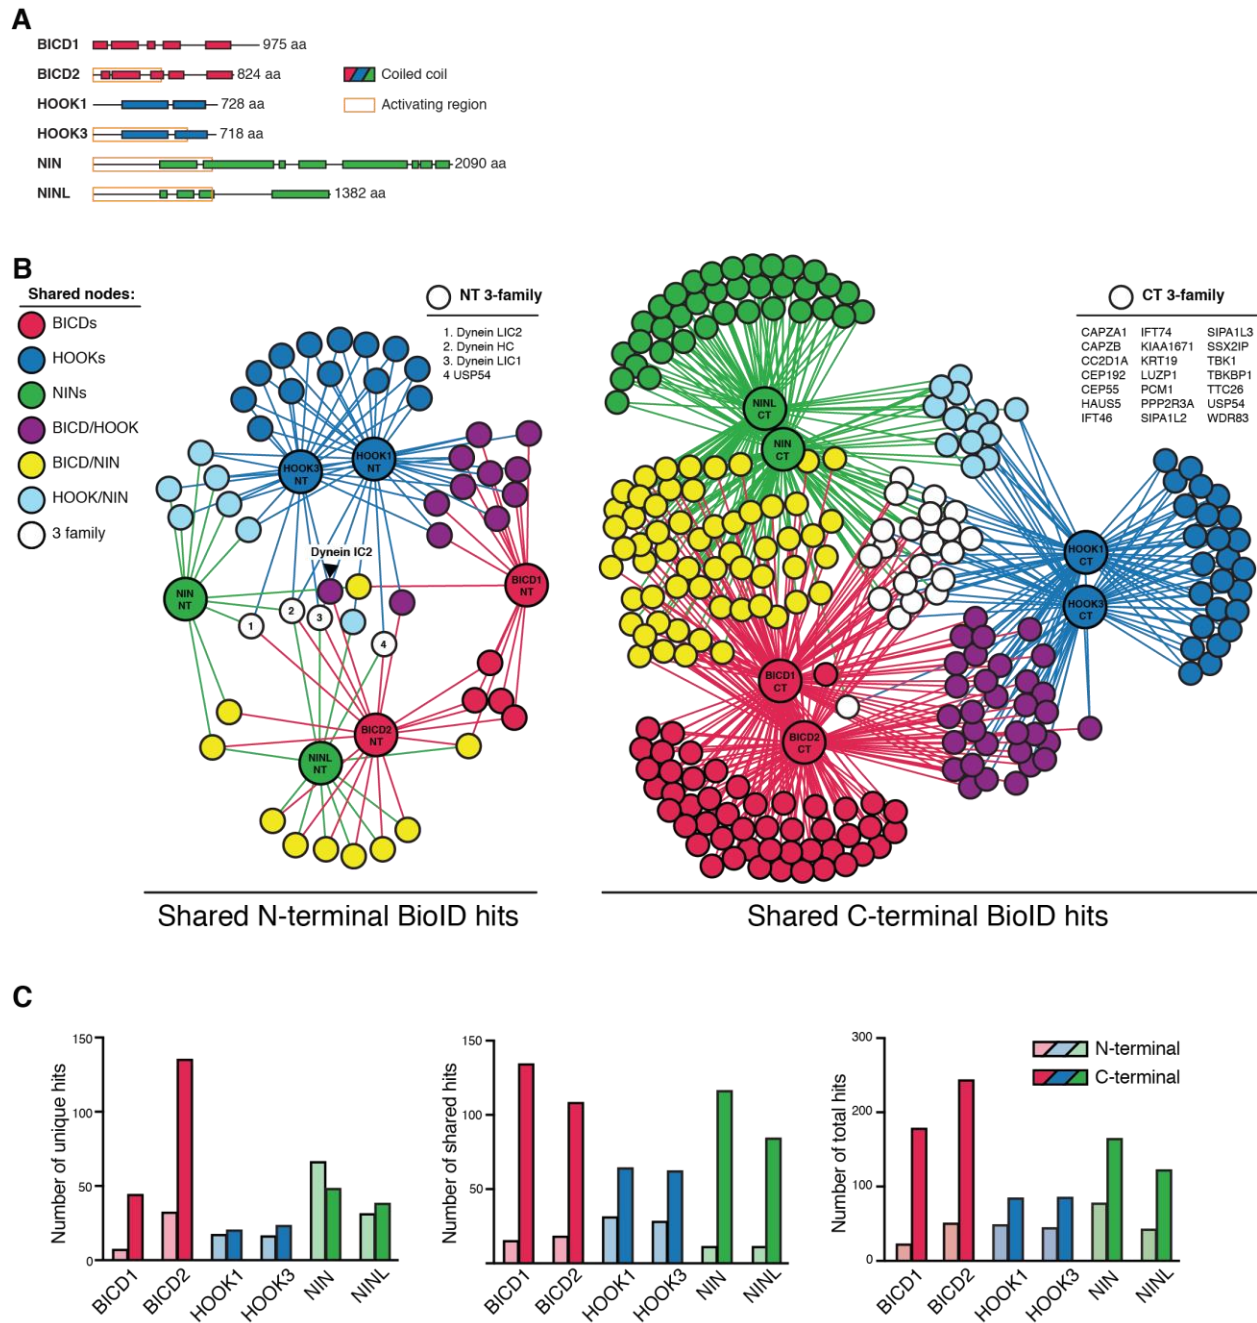 A
BICD1 975 aa
BICD2 824 aa
HOOK1 728 aa
HOOK3 718 aa
NIN 2090 aa
NINL 1382 aa
Coiled coil
Activating region
B
Shared nodes:
BICDs
HOOKs
NINs
BICD/HOOK
BICD/NIN
HOOK/NIN
3 family
NT 3-family
1. Dynein LIC2
2. Dynein HC
3. Dynein LIC1
4 USP54
HOOK3
NT
HOOK1
NT
Dynein IC2
NIN
NT
BICD1
NT
1
2
3
4
BICD2
NT
NINL
NT
Shared N-terminal BioID hits
CT 3-family
CAPZA1 IFT74 SIPA1L3
CAPZB KIAA1671 SSX2IP
CC2D1A KRT19 TBK1
CEP192 LUZP1 TBKBP1
CEP55 PCM1 TTC26
HAUS5 PPP2R3A USP54
IFT46 SIPA1L2 WDR83
NINL
CT
NIN
CT
HOOK1
CT
HOOK3
CT
BICD1
CT
BICD2
CT
Shared C-terminal BioID hits
C
Number of unique hits
150
100
50
0
BICD1 BICD2 HOOK1 HOOK3 NIN NINL
Number of shared hits
150
100
50
BICD1 BICD2 HOOK1 HOOK3 NIN NINL
Number of total hits
300
200
100
0
BICD1 BICD2 HOOK1 HOOK3 NIN NINL
N-terminal
C-terminal